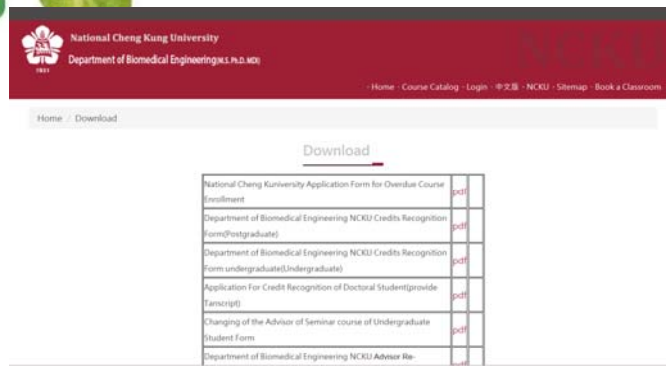 NCKU
National Cheng Kung University
Department of Biomedical Engineering(M.S. Ph.D. MDI)
1931
· Home · Course Catalog · Login · 中文版 · NCKU · Sitemap · Book a Classroom
Home / Download
Download
National Cheng Kuniversity Application Form for Overdue Course
Enrollment
pdf
Department of Biomedical Engineering NCKU Credits Recognition
Form(Postgraduate)
pdf
Department of Biomedical Engineering NCKU Credits Recognition
Form undergraduate(Undergraduate)
pdf
Application For Credit Recognition of Doctoral Student(provide
Tanscript)
pdf
Changing of the Advisor of Seminar course of Undergraduate
Student Form
pdf
Department of Biomedical Engineering NCKU Advisor Re-
pdf